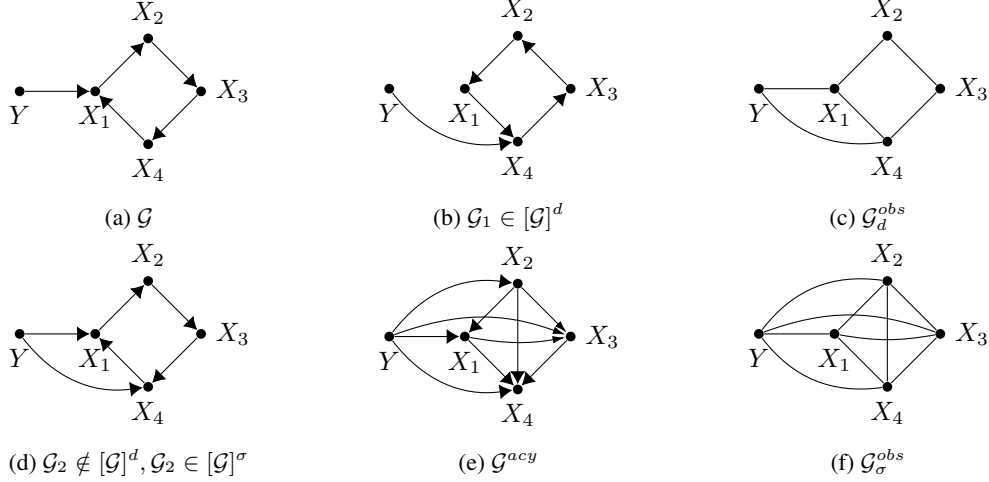 X₂
Y X₁ X₃
X₄
(a) 𝒢
X₂
Y X₁ X₃
X₄
(b) 𝒢₁ ∈ [𝒢]ᵈ
X₂
Y X₁ X₃
X₄
(c) 𝒢_d^{obs}
X₂
Y X₁ X₃
X₄
(d) 𝒢₂ ∉ [𝒢]ᵈ, 𝒢₂ ∈ [𝒢]^σ
X₂
Y X₁ X₃
X₄
(e) 𝒢^{acy}
X₂
Y X₁ X₃
X₄
(f) 𝒢_σ^{obs}